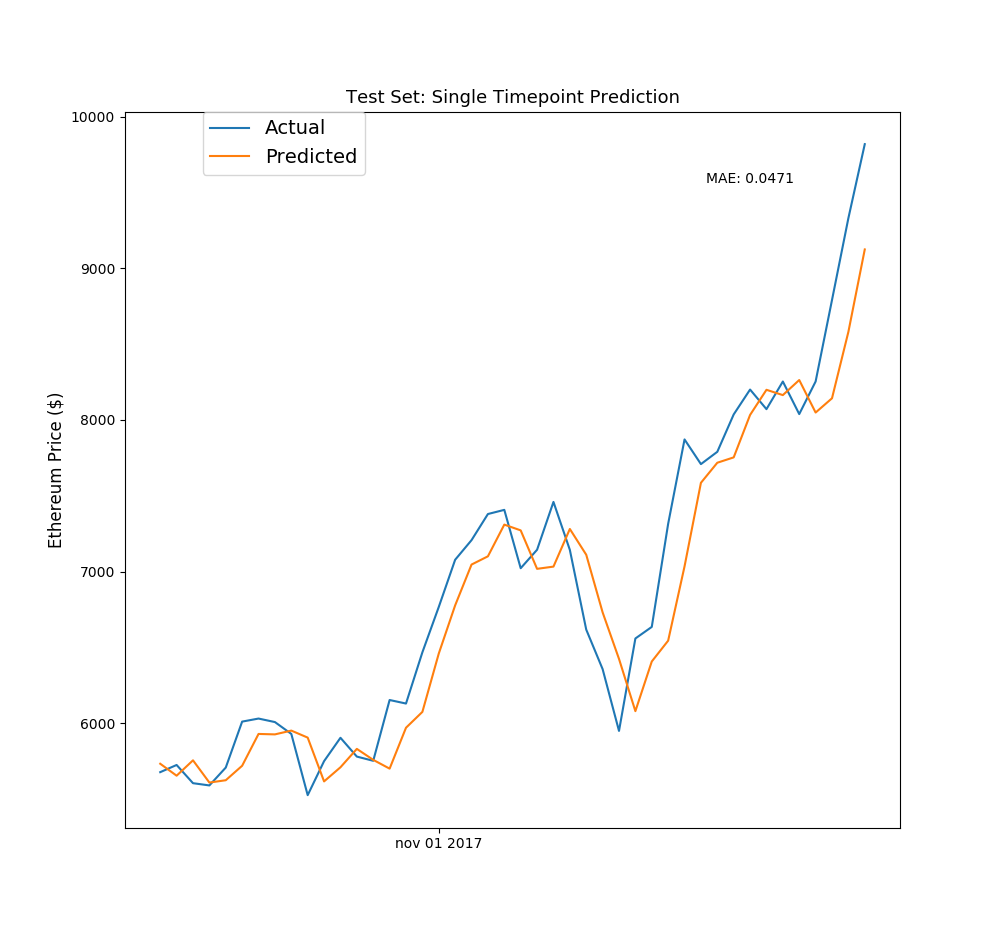 Test Set: Single Timepoint Prediction
Actual
Predicted
MAE: 0.0471
10000
9000
8000
7000
6000
Ethereum Price ($)
nov 01 2017